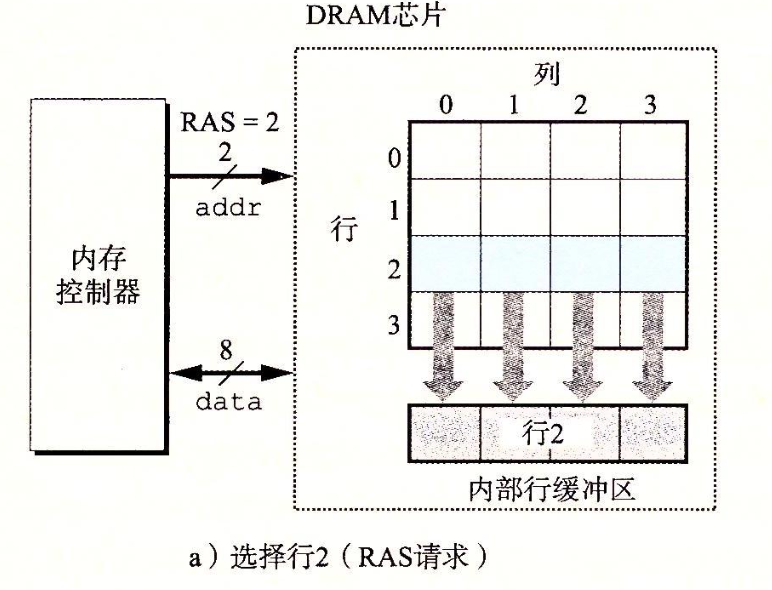 DRAM芯片
列
0 1 2 3
RAS = 2
2
addr
0
1
行
2
3
内存
控制器
8
data
行2
内部行缓冲区
a）选择行2（RAS请求）